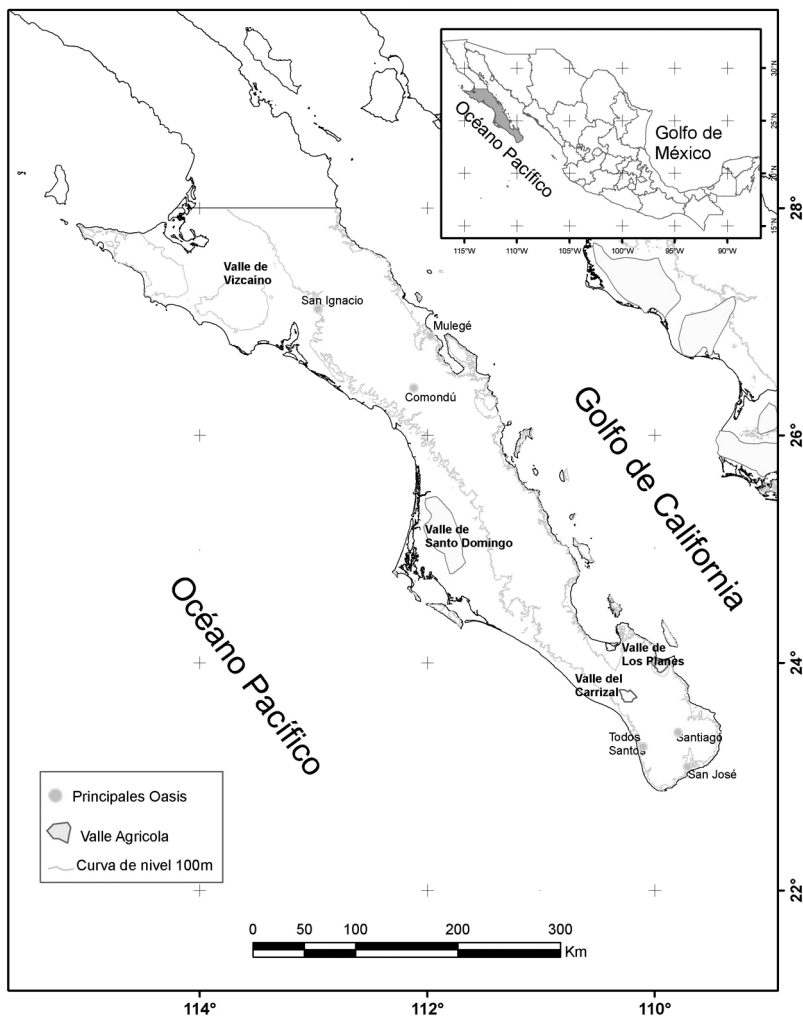 30°N
25°N
20°N
15°N
115°W
110°W
105°W
100°W
95°W
90°W
Océano Pacífico
Golfo de
México
28°
26°
24°
22°
Valle de
Vizcaíno
San Ignacio
Mulegé
Comondú
Golfo de California
Valle de
Santo Domingo
Océano Pacífico
Valle de
Los Planes
Valle del
Carrizal
Todos
Santos
Santiago
San José
Principales Oasis
Valle Agricola
Curva de nivel 100m
0 50 100 200 300
Km
114° 112° 110°